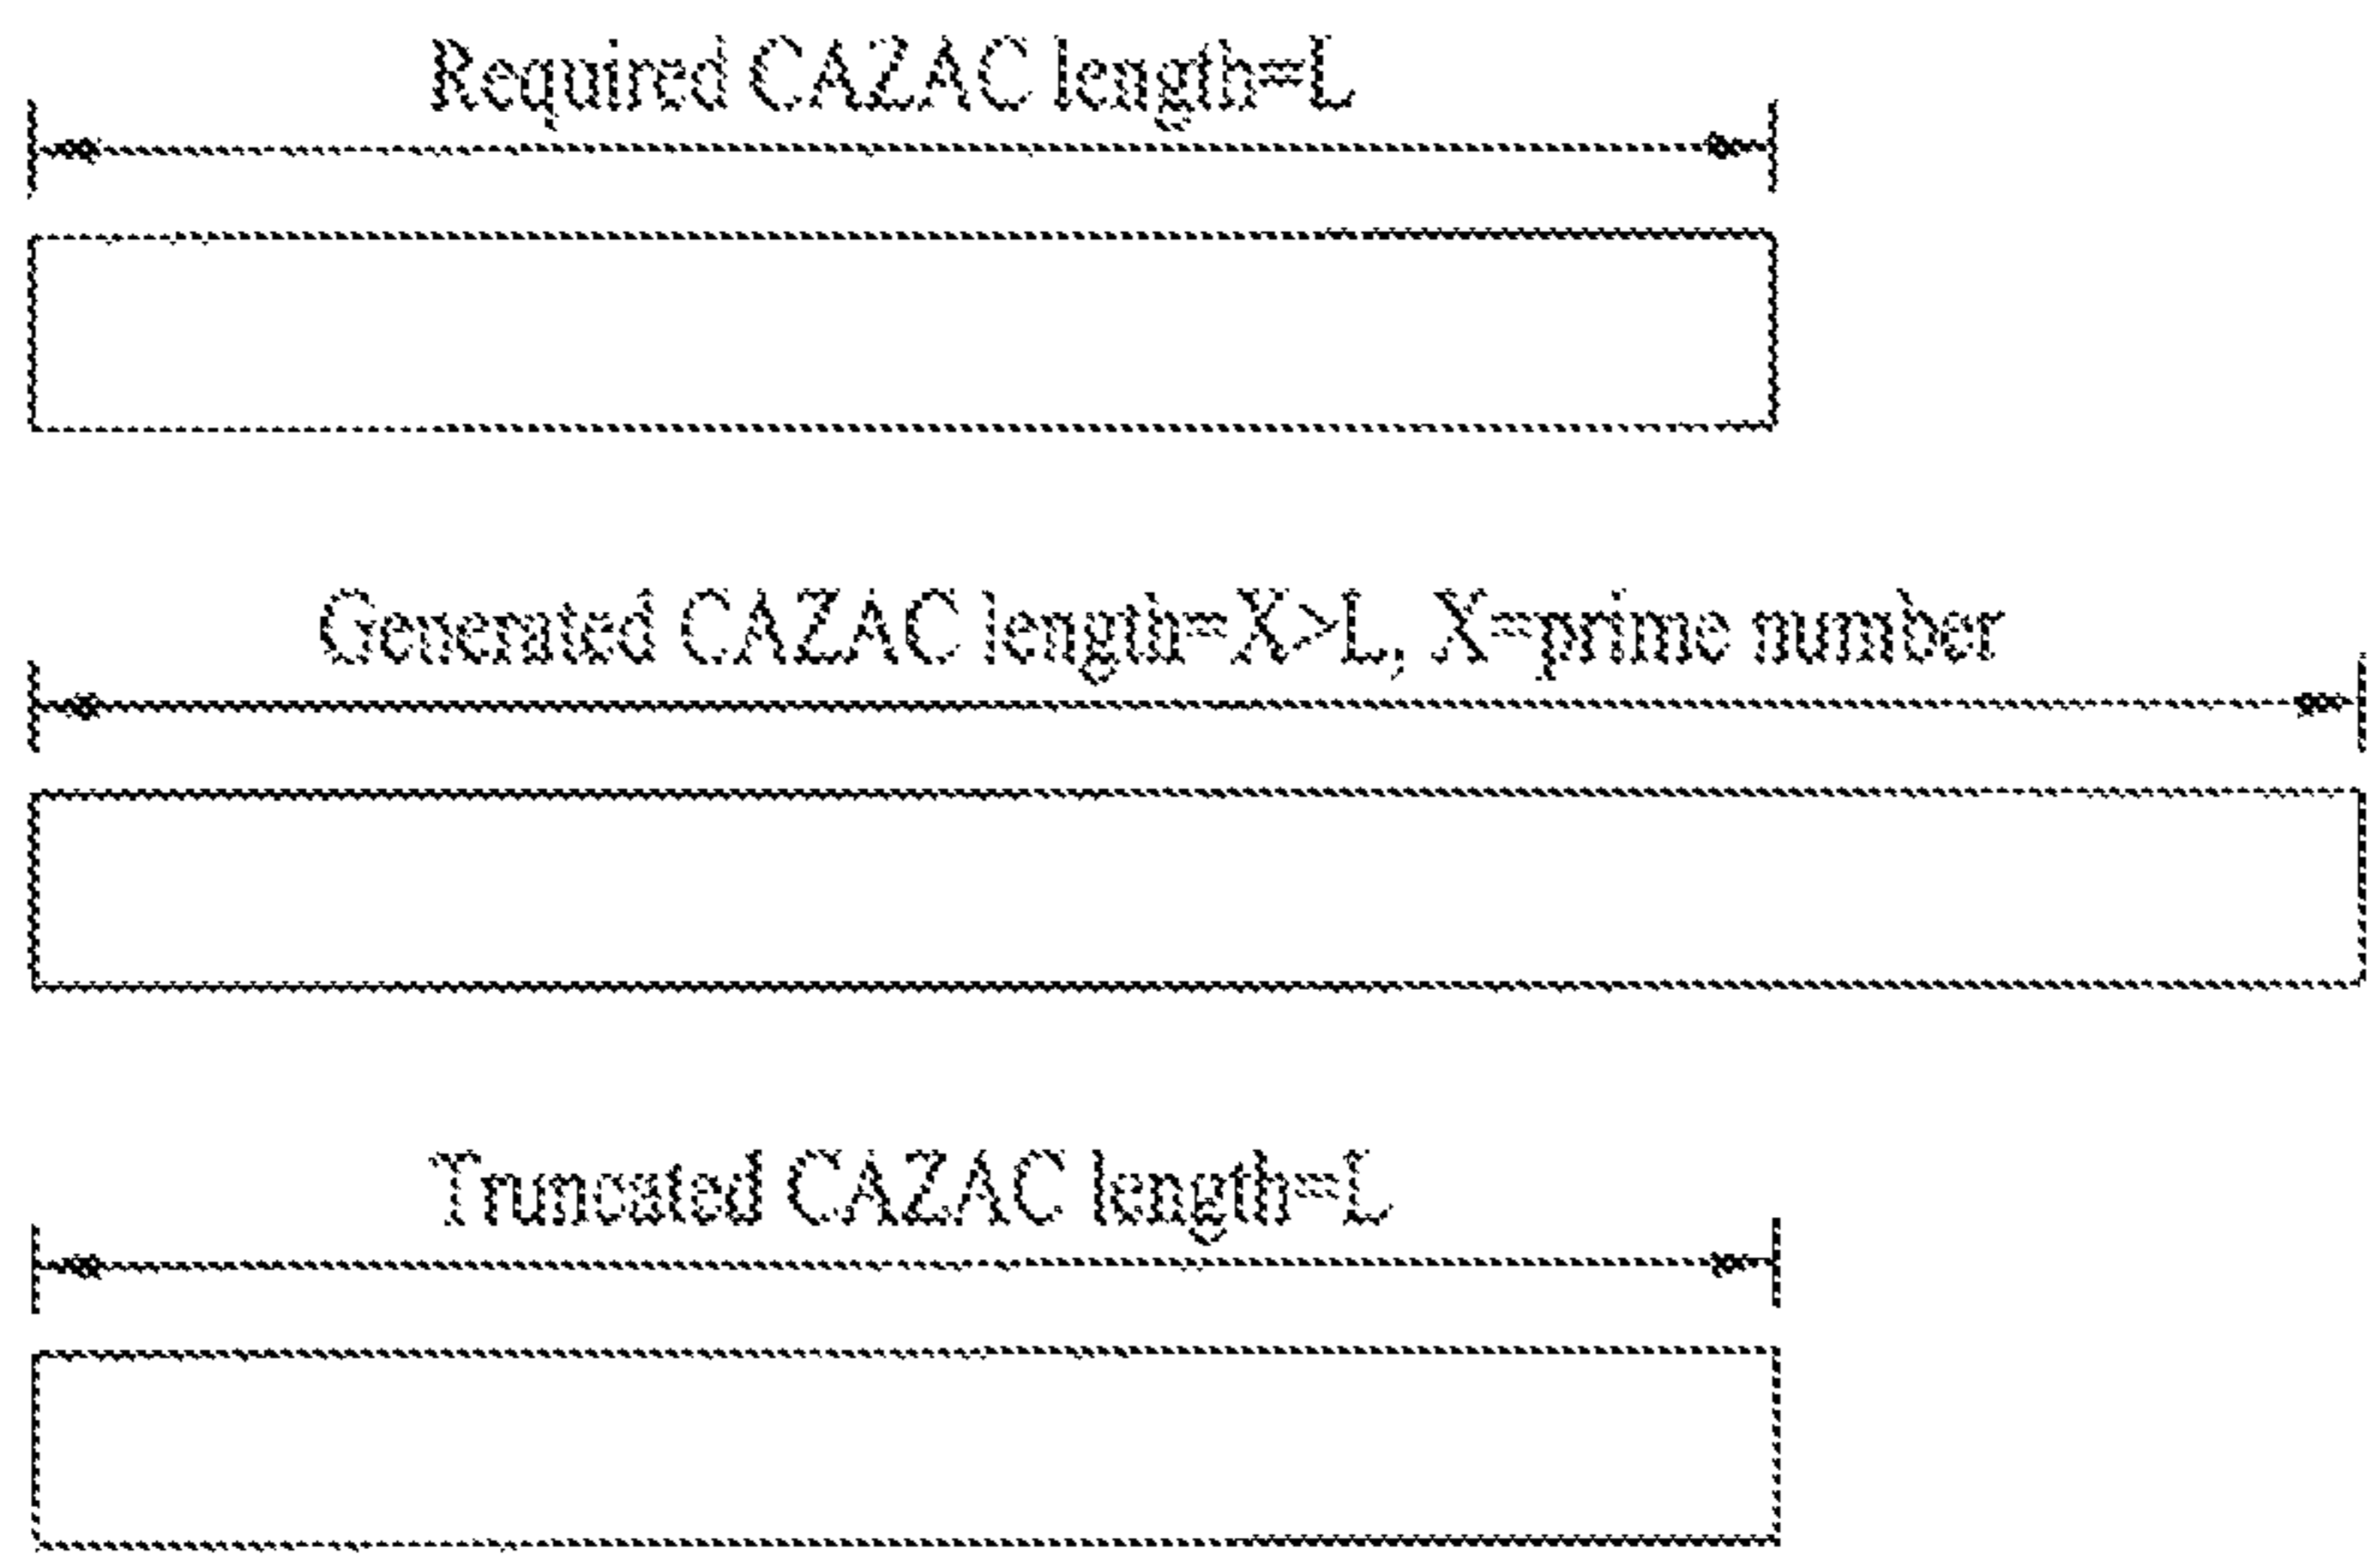 Required CAZAC length=L
Generated CAZAC length=X>L, X=prime number
Truncated CAZAC length=L